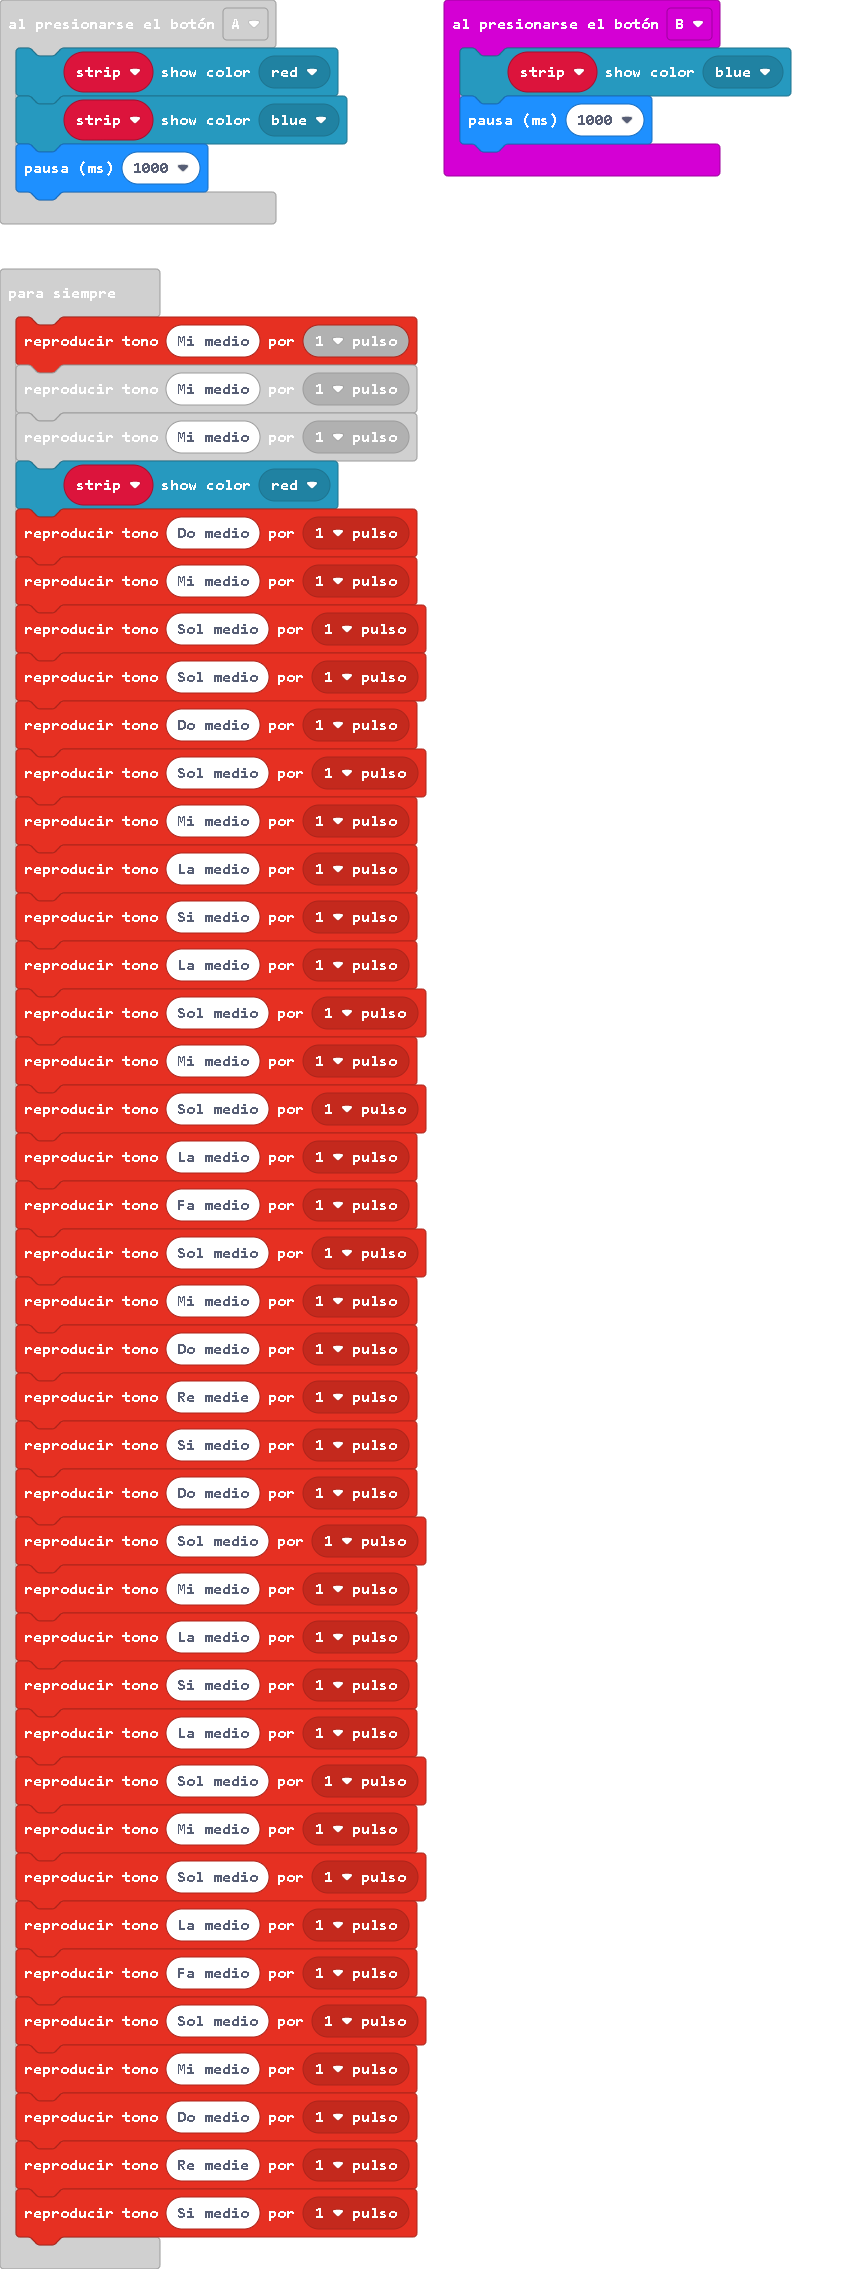 al presionarse el botón A
strip show color red
strip show color blue
pausa (ms) 1000
al presionarse el botón B
strip show color blue
pausa (ms) 1000
para siempre
reproducir tono Mi medio por 1 pulso
reproducir tono Mi medio por 1 pulso
reproducir tono Mi medio por 1 pulso
strip show color red
reproducir tono Do medio por 1 pulso
reproducir tono Mi medio por 1 pulso
reproducir tono Sol medio por 1 pulso
reproducir tono Sol medio por 1 pulso
reproducir tono Do medio por 1 pulso
reproducir tono Sol medio por 1 pulso
reproducir tono Mi medio por 1 pulso
reproducir tono La medio por 1 pulso
reproducir tono Si medio por 1 pulso
reproducir tono La medio por 1 pulso
reproducir tono Sol medio por 1 pulso
reproducir tono Mi medio por 1 pulso
reproducir tono Sol medio por 1 pulso
reproducir tono La medio por 1 pulso
reproducir tono Fa medio por 1 pulso
reproducir tono Sol medio por 1 pulso
reproducir tono Mi medio por 1 pulso
reproducir tono Do medio por 1 pulso
reproducir tono Re medie por 1 pulso
reproducir tono Si medio por 1 pulso
reproducir tono Do medio por 1 pulso
reproducir tono Sol medio por 1 pulso
reproducir tono Mi medio por 1 pulso
reproducir tono La medio por 1 pulso
reproducir tono Si medio por 1 pulso
reproducir tono La medio por 1 pulso
reproducir tono Sol medio por 1 pulso
reproducir tono Mi medio por 1 pulso
reproducir tono Sol medio por 1 pulso
reproducir tono La medio por 1 pulso
reproducir tono Fa medio por 1 pulso
reproducir tono Sol medio por 1 pulso
reproducir tono Mi medio por 1 pulso
reproducir tono Do medio por 1 pulso
reproducir tono Re medie por 1 pulso
reproducir tono Si medio por 1 pulso